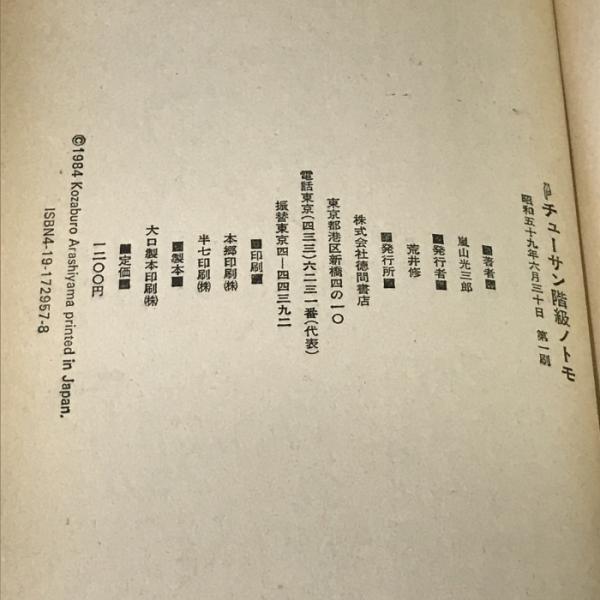 チューサン階級ノトモ
昭和五十九年六月三十日 第一刷
■著者■
嵐山光三郎
■発行者■
荒井修
■発行所■
株式会社徳間書店
東京都港区新橋四の一〇
電話東京(四三三)六二三一番(代表)
振替東京四―四四三九二
■印刷■
本郷印刷㈱
半七印刷㈱
■製本■
大口製本印刷㈱
■定価■
一二〇〇円
©1984 Kozaburo Arashiyama printed in Japan.
ISBN4-19-172957-8